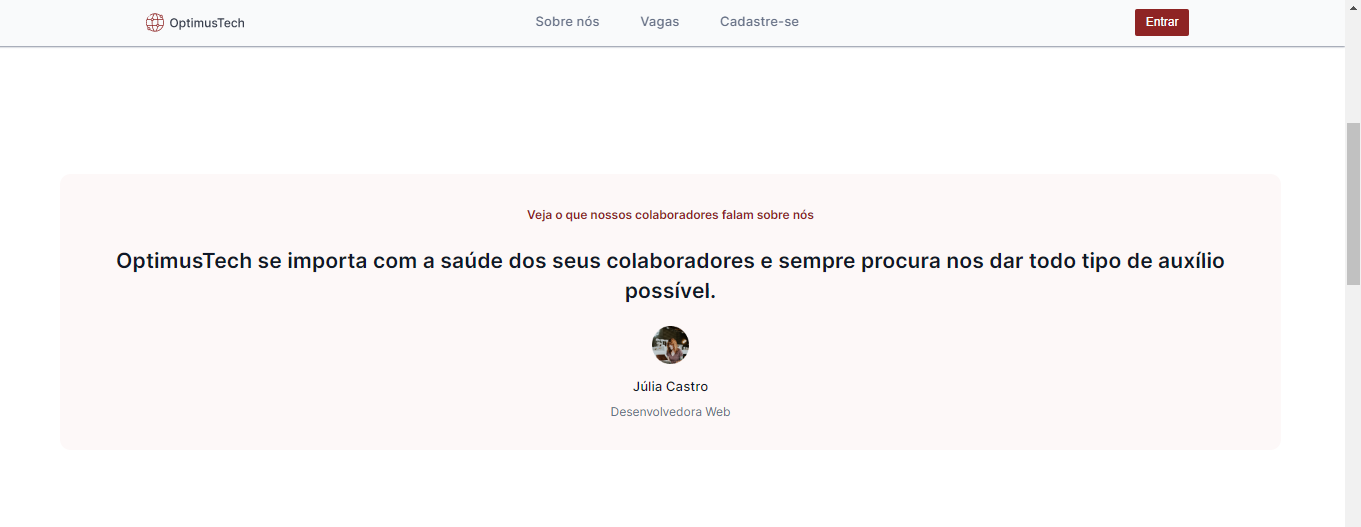 OptimusTech
Sobre nós
Vagas
Cadastre-se
Entrar
Veja o que nossos colaboradores falam sobre nós
OptimusTech se importa com a saúde dos seus colaboradores e sempre procura nos dar todo tipo de auxílio
possível.
Júlia Castro
Desenvolvedora Web